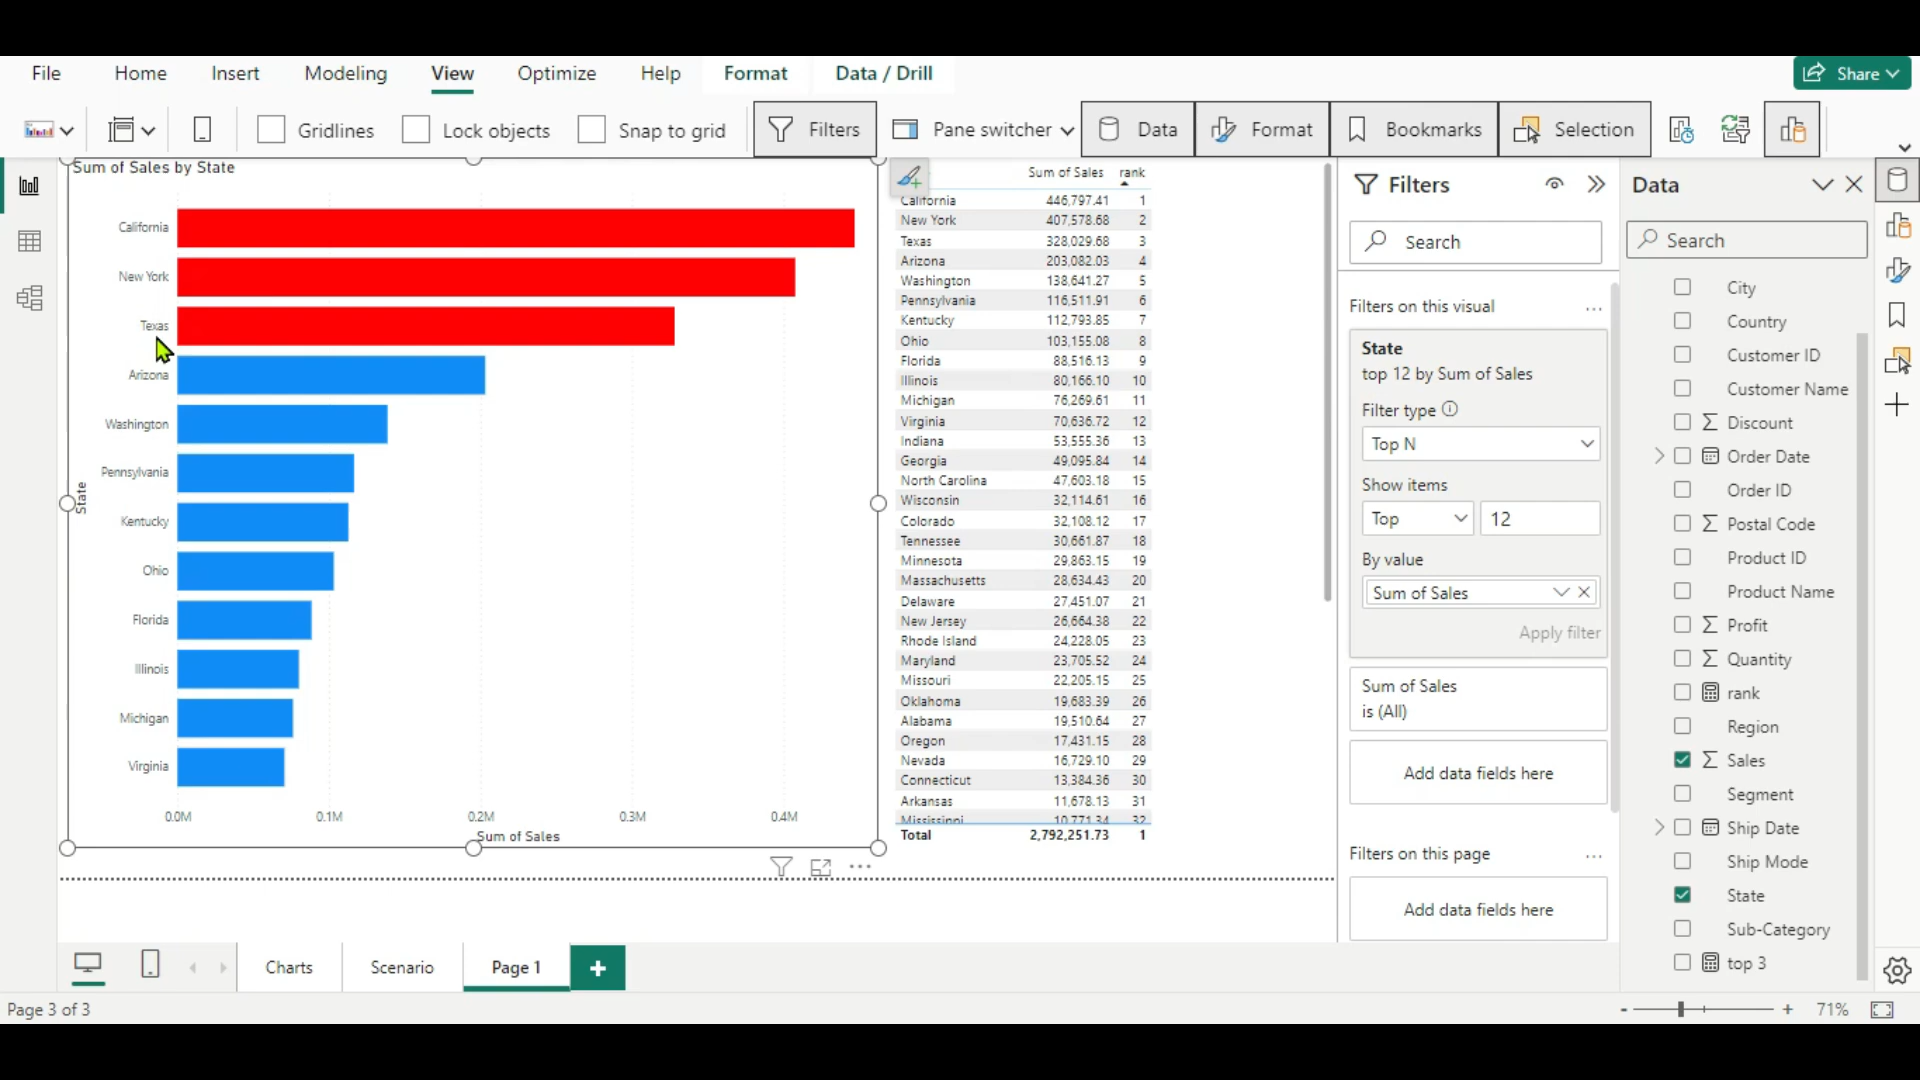 File Home Insert Modeling View Optimize Help Format Data / Drill Share
Gridlines Lock objects Snap to grid Filters Pane switcher Data Format Bookmarks Selection
Sum of Sales by State
California
New York
Texas
Arizona
Washington
Pennsylvania
Kentucky
Ohio
Florida
Illinois
Michigan
Virginia
State
0.0M 0.1M 0.2M 0.3M 0.4M
Sum of Sales
Sum of Sales rank
California 446,797.41 1
New York 407,578.68 2
Texas 328,029.68 3
Arizona 203,082.03 4
Washington 138,641.27 5
Pennsylvania 116,511.91 6
Kentucky 112,793.85 7
Ohio 103,155.08 8
Florida 88,516.13 9
Illinois 80,166.10 10
Michigan 76,269.61 11
Virginia 70,636.72 12
Indiana 53,555.36 13
Georgia 49,095.84 14
North Carolina 47,603.18 15
Wisconsin 32,114.61 16
Colorado 32,108.12 17
Tennessee 30,661.87 18
Minnesota 29,863.15 19
Massachusetts 28,634.43 20
Delaware 27,451.07 21
New Jersey 26,664.38 22
Rhode Island 24,228.05 23
Maryland 23,705.52 24
Missouri 22,205.15 25
Oklahoma 19,683.39 26
Alabama 19,510.64 27
Oregon 17,431.15 28
Nevada 16,729.10 29
Connecticut 13,384.36 30
Arkansas 11,678.13 31
Mississippi 10,771.34 32
Total 2,792,251.73 1
Filters
Search
Filters on this visual
State
top 12 by Sum of Sales
Filter type
Top N
Show items
Top 12
By value
Sum of Sales
Apply filter
Sum of Sales
is (All)
Add data fields here
Filters on this page
Add data fields here
Data
Search
City
Country
Customer ID
Customer Name
Discount
Order Date
Order ID
Postal Code
Product ID
Product Name
Profit
Quantity
rank
Region
Sales
Segment
Ship Date
Ship Mode
State
Sub-Category
top 3
Charts Scenario Page 1
Page 3 of 3
- + 71%